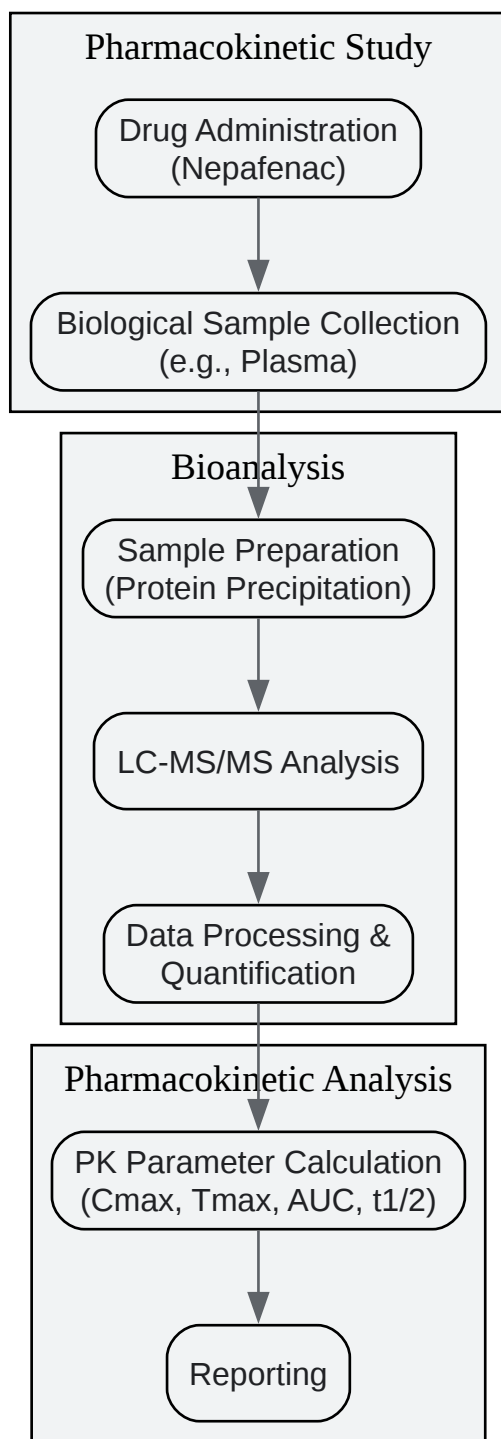 Pharmacokinetic Study
Drug Administration
(Nepafenac)
Biological Sample Collection
(e.g., Plasma)
Bioanalysis
Sample Preparation
(Protein Precipitation)
LC-MS/MS Analysis
Data Processing &
Quantification
Pharmacokinetic Analysis
PK Parameter Calculation
(Cmax, Tmax, AUC, t1/2)
Reporting